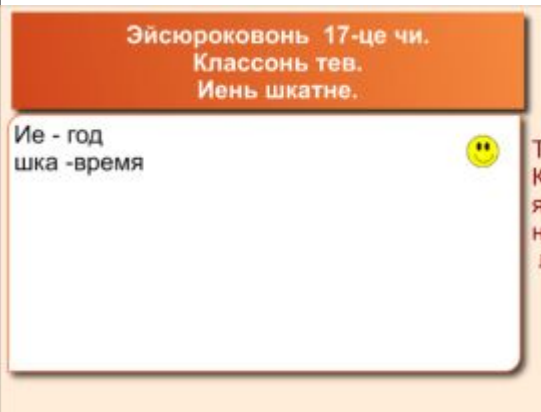 Эйсюроковонь 17-це чи.
Классонь тев.
Иень шкатне.
Ие - год
шка -время